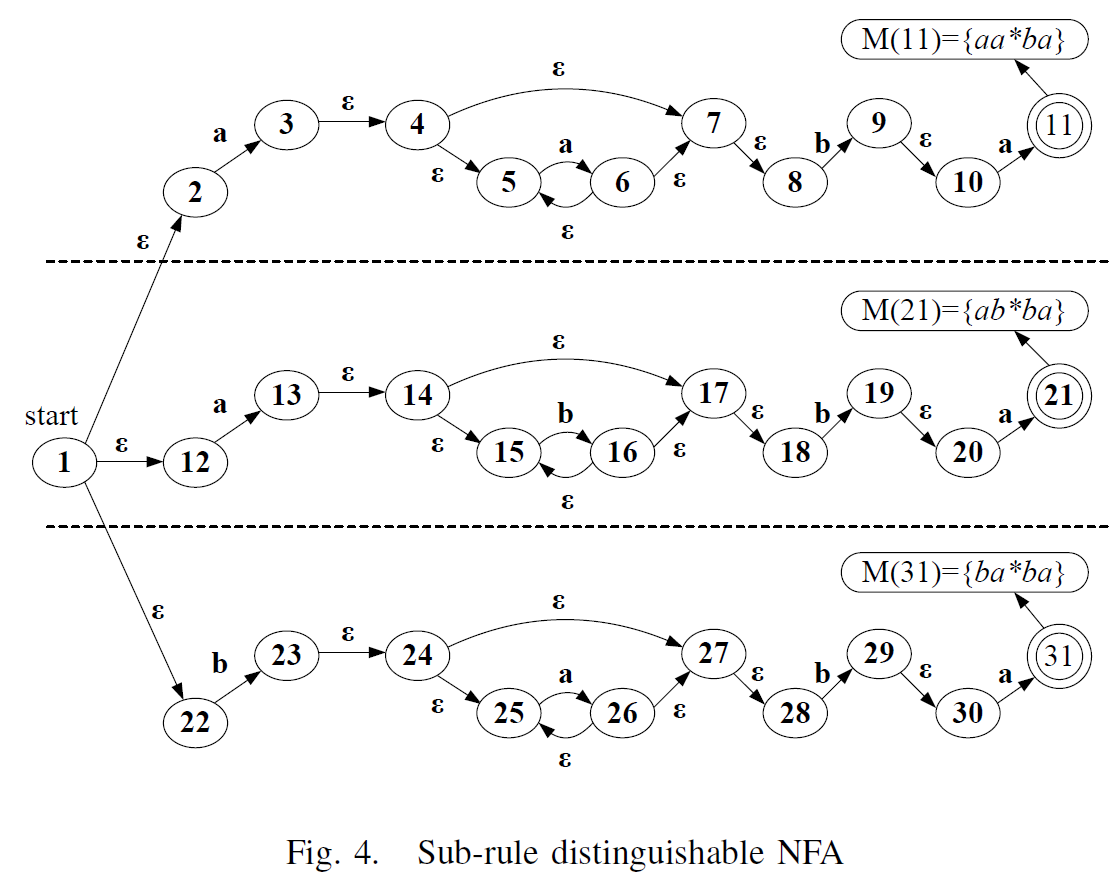 M(11)={aa*ba}
ε
3 ε 4 7 9 11
a ε a ε b ε a
2 5 6 ε 8 10
ε ε
M(21)={ab*ba}
ε
start 13 ε 14 17 19 21
a b ε b ε a
1 ε 12 ε 15 16 ε 18 20
ε
M(31)={ba*ba}
ε
ε 23 ε 24 27 29 31
b a ε b ε a
22 ε 25 26 ε 28 30
ε
Fig. 4. Sub-rule distinguishable NFA